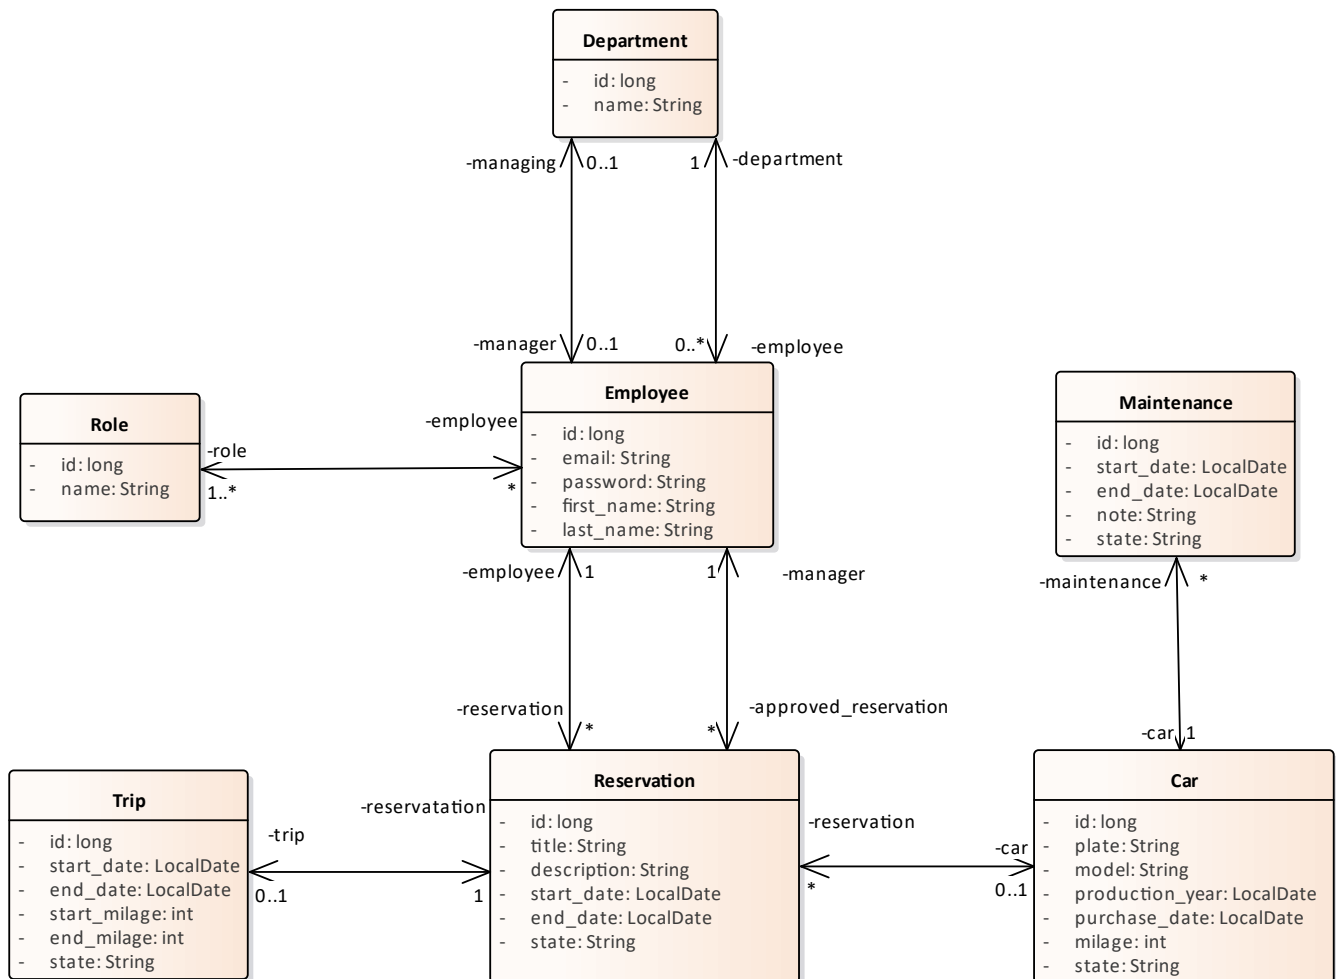 Department
- id: long
- name: String
-managing 0..1 1 -department
-manager 0..1 0..* -employee
Employee
- id: long
- email: String
- password: String
- first_name: String
- last_name: String
Role
- id: long
- name: String
-role
1..*
-employee
*
Maintenance
- id: long
- start_date: LocalDate
- end_date: LocalDate
- note: String
- state: String
-employee 1 1 -manager
-maintenance *
-reservation * * -approved_reservation
-car 1
Trip
- id: long
- start_date: LocalDate
- end_date: LocalDate
- start_milage: int
- end_milage: int
- state: String
-trip
0..1
-reservatation
1
Reservation
- id: long
- title: String
- description: String
- start_date: LocalDate
- end_date: LocalDate
- state: String
-reservation
*
-car
0..1
Car
- id: long
- plate: String
- model: String
- production_year: LocalDate
- purchase_date: LocalDate
- milage: int
- state: String